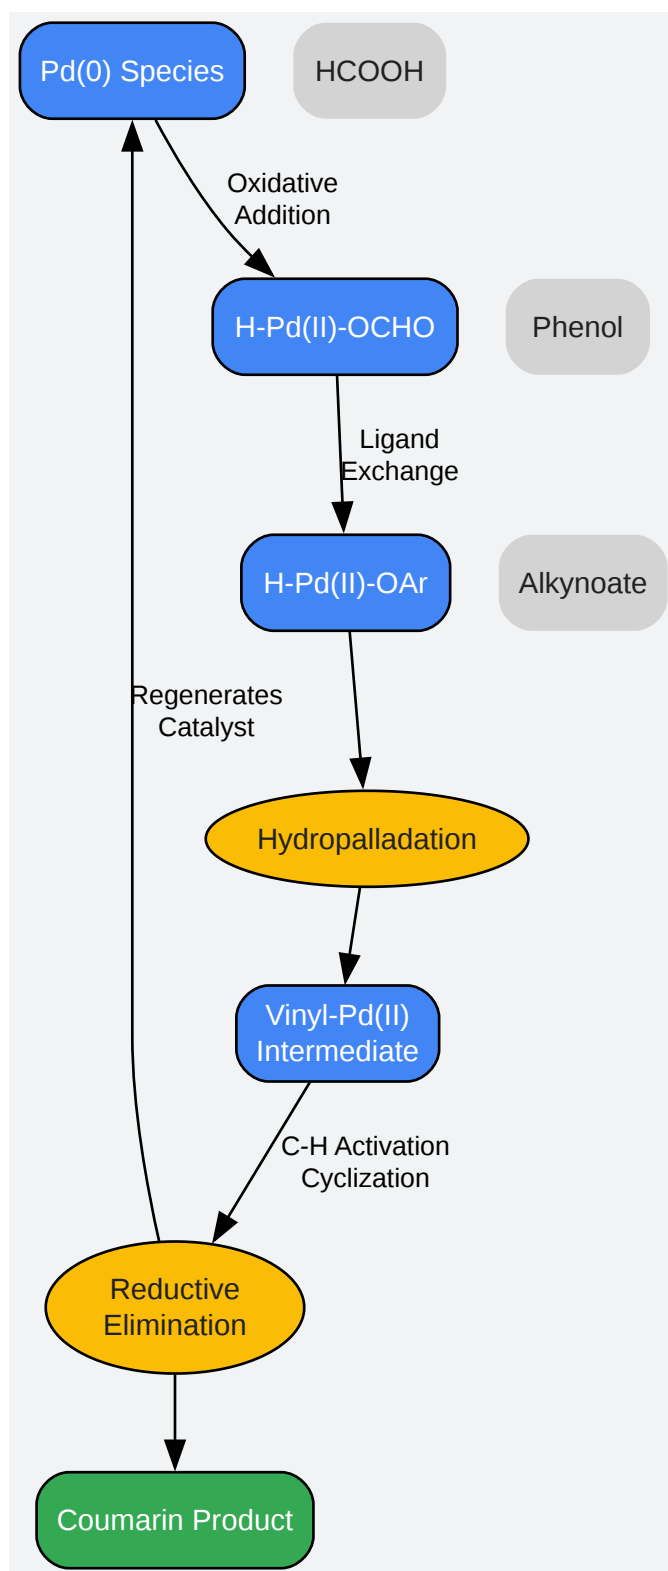 Pd(0) Species
HCOOH
Oxidative
Addition
H-Pd(II)-OCHO
Phenol
Ligand
Exchange
H-Pd(II)-OAr
Alkynoate
Regenerates
Catalyst
Hydropalladation
Vinyl-Pd(II)
Intermediate
C-H Activation
Cyclization
Reductive
Elimination
Coumarin Product